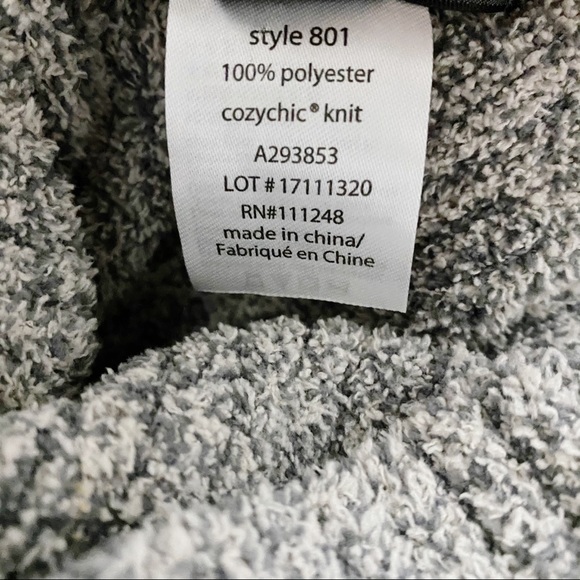 style 801
100% polyester
cozychic® knit
A293853
LOT # 17111320
RN#111248
made in china/
Fabriqué en Chine